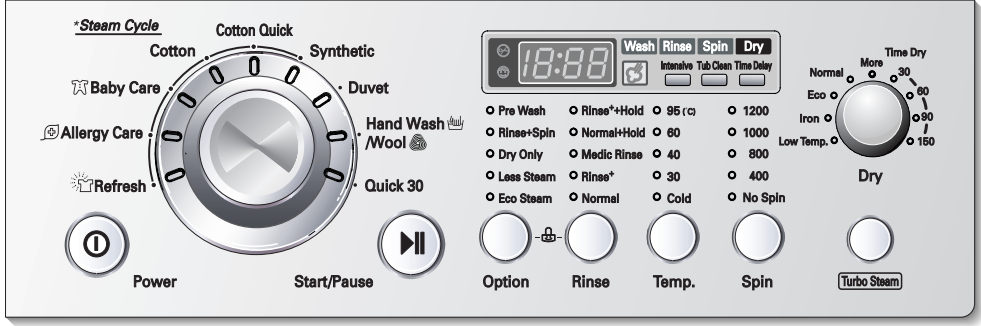 *Steam Cycle
Cotton Quick
Cotton
Synthetic
Baby Care
Duvet
Allergy Care
Hand Wash
/Wool
Refresh
Quick 30
Power
Start/Pause
18:88
Wash Rinse Spin Dry
Intensive Tub Clean Time Delay
Pre Wash
Rinse+Spin
Dry Only
Less Steam
Eco Steam
Option
Rinse++Hold
Normal+Hold
Medic Rinse
Rinse+
Normal
Rinse
95 (°C)
60
40
30
Cold
Temp.
1200
1000
800
400
No Spin
Spin
Time Dry
More
Normal
30
Eco
60
Iron
90
Low Temp.
150
Dry
Turbo Steam